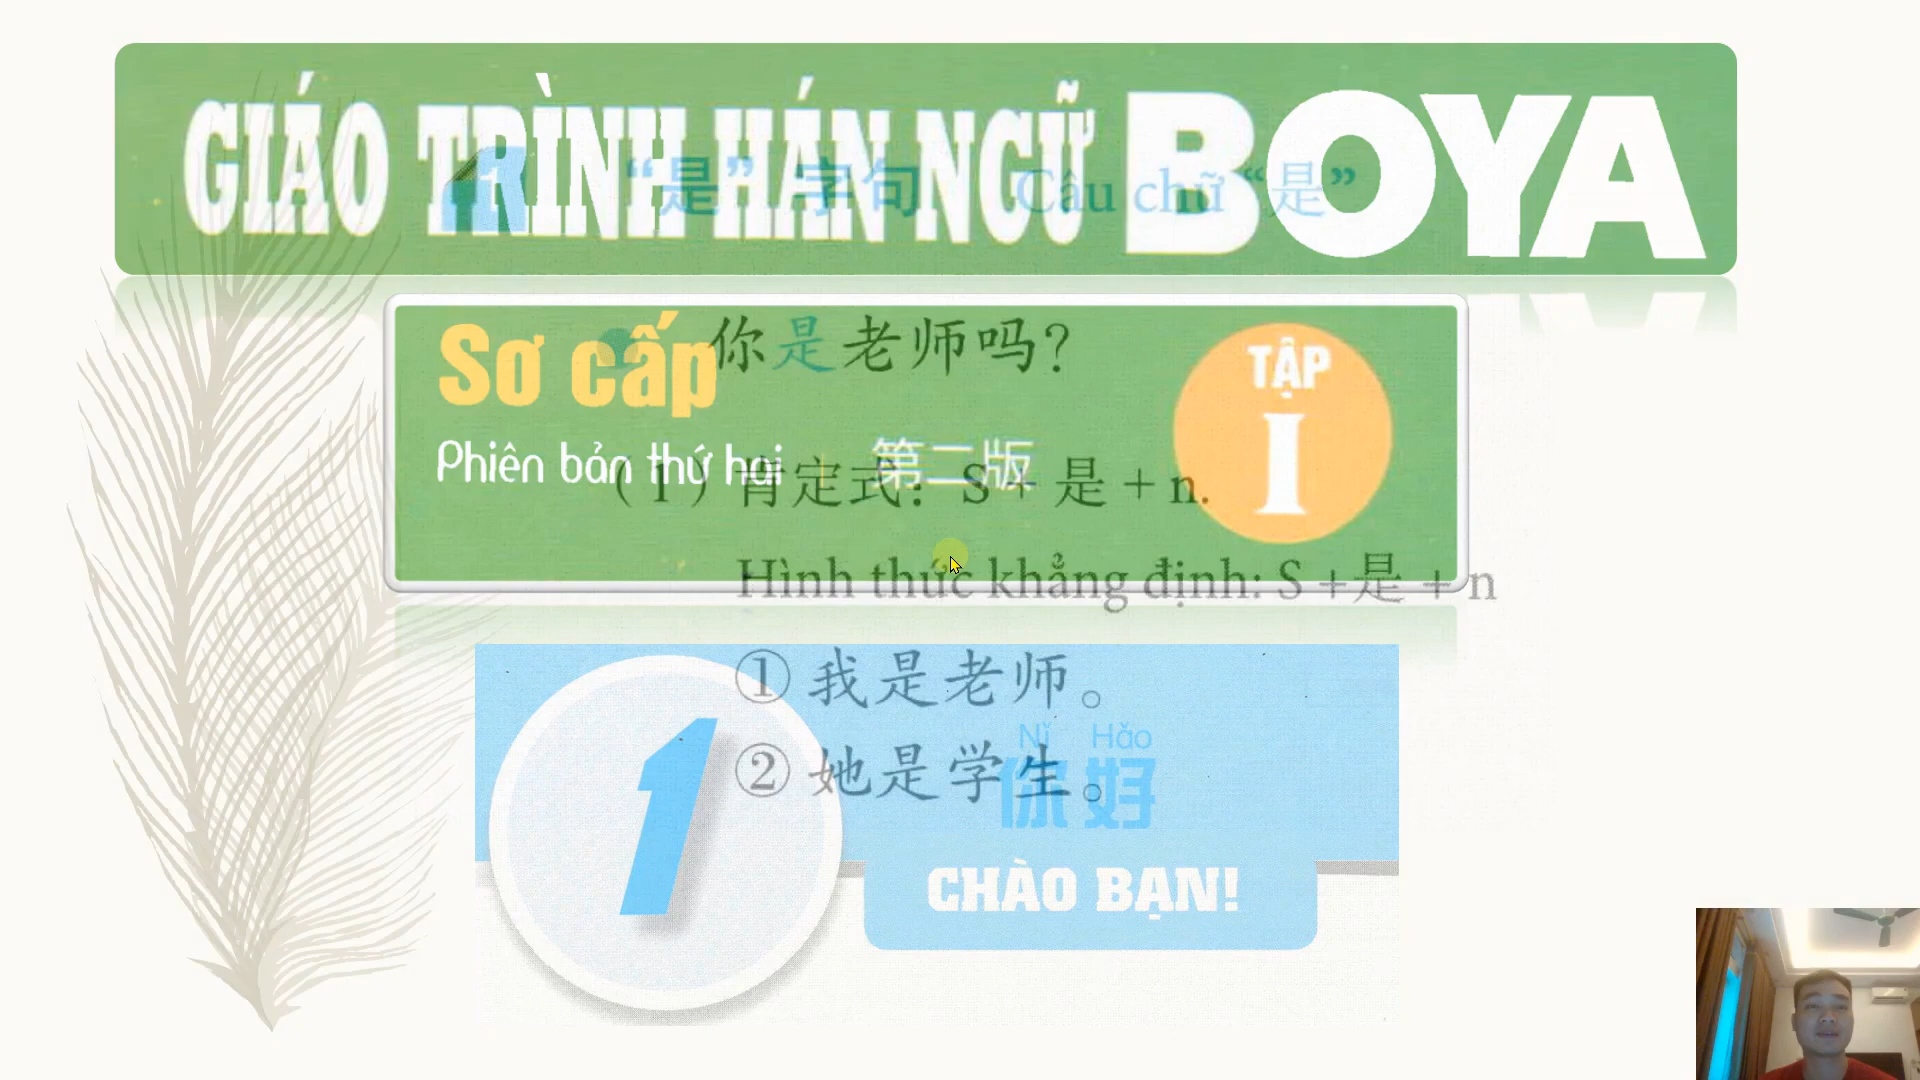 GIÁO TRÌNH HÁN NGỮ BOYA
1 “是”字句 Câu chữ “是”
Sơ cấp
TẬP
I
你是老师吗?
Phiên bản thứ hai | 第二版
(1) 肯定式: S + 是 + n.
Hình thức khẳng định: S + 是 + n
① 我是老师。
1
Nǐ Hǎo
你好
② 她是学生。
CHÀO BẠN!